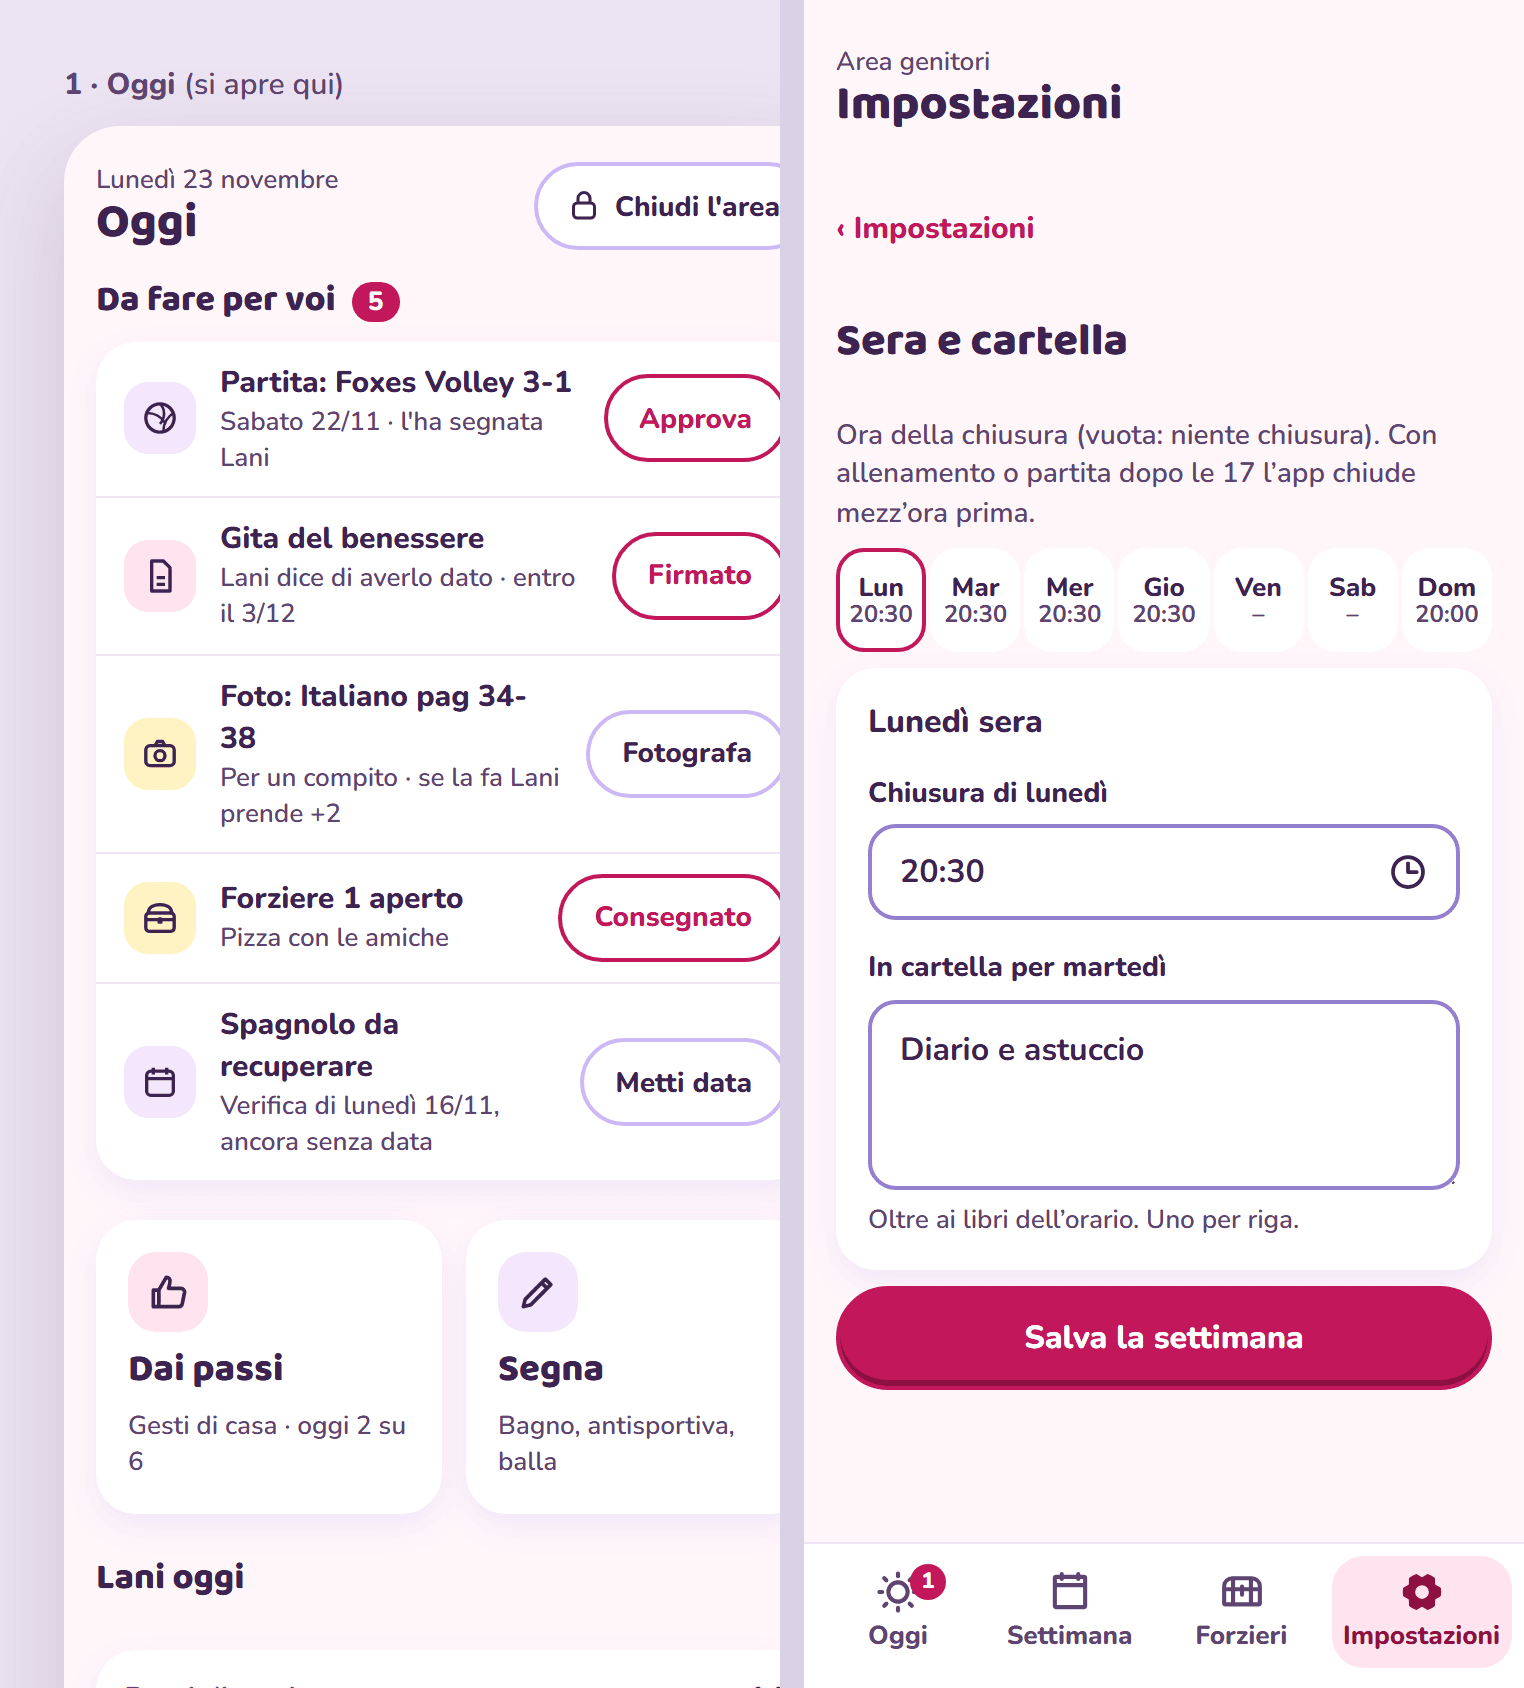 1 · Oggi (si apre qui)
Lunedì 23 novembre
Oggi
Chiudi l'area
Da fare per voi 5
Partita: Foxes Volley 3-1
Sabato 22/11 · l'ha segnata
Lani
Approva
Gita del benessere
Lani dice di averlo dato · entro
il 3/12
Firmato
Foto: Italiano pag 34-
38
Per un compito · se la fa Lani
prende +2
Fotografa
Forziere 1 aperto
Pizza con le amiche
Consegnato
Spagnolo da
recuperare
Verifica di lunedì 16/11,
ancora senza data
Metti data
Dai passi
Gesti di casa · oggi 2 su
6
Segna
Bagno, antisportiva,
balla
Lani oggi
Area genitori
Impostazioni
‹ Impostazioni
Sera e cartella
Ora della chiusura (vuota: niente chiusura). Con
allenamento o partita dopo le 17 l’app chiude
mezz’ora prima.
Lun Mar Mer Gio Ven Sab Dom
20:30 20:30 20:30 20:30 – – 20:00
Lunedì sera
Chiusura di lunedì
20:30
In cartella per martedì
Diario e astuccio
Oltre ai libri dell’orario. Uno per riga.
Salva la settimana
1
Oggi Settimana Forzieri Impostazioni